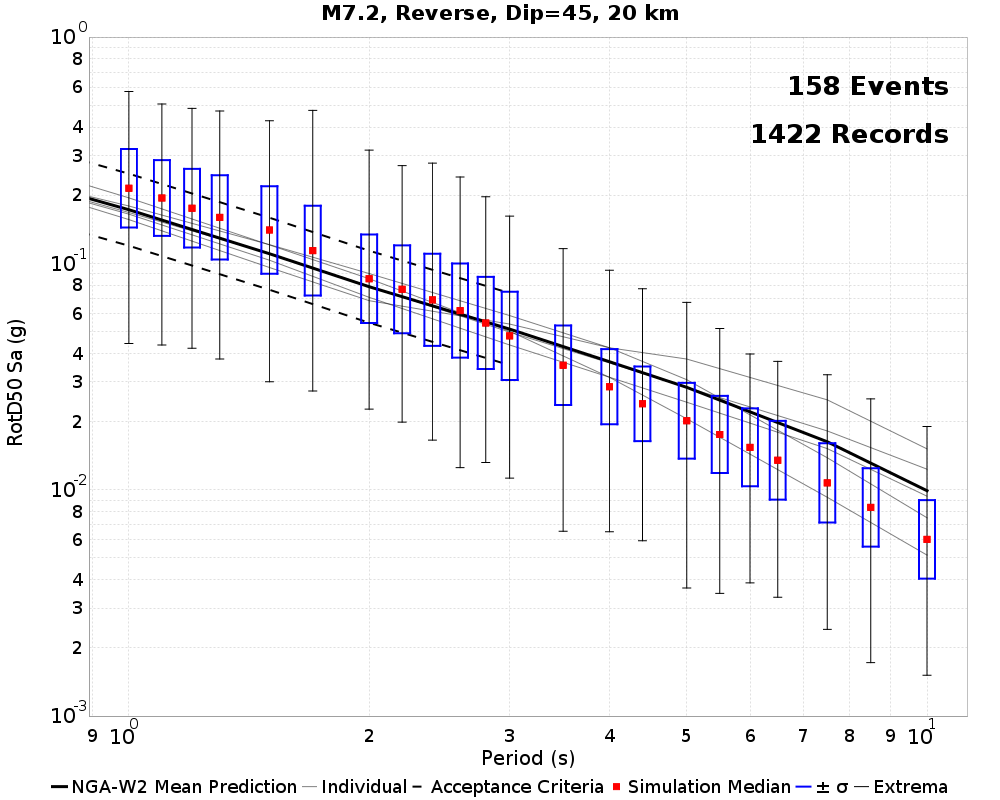 M7.2, Reverse, Dip=45, 20 km
158 Events
1422 Records
RotD50 Sa (g)
10^0
8
6
4
3
2
10^-1
8
6
4
3
2
10^-2
8
6
4
3
2
10^-3
9 10^0 2 3 4 5 6 7 8 9 10^1
Period (s)
NGA-W2 Mean Prediction Individual Acceptance Criteria Simulation Median ± σ Extrema